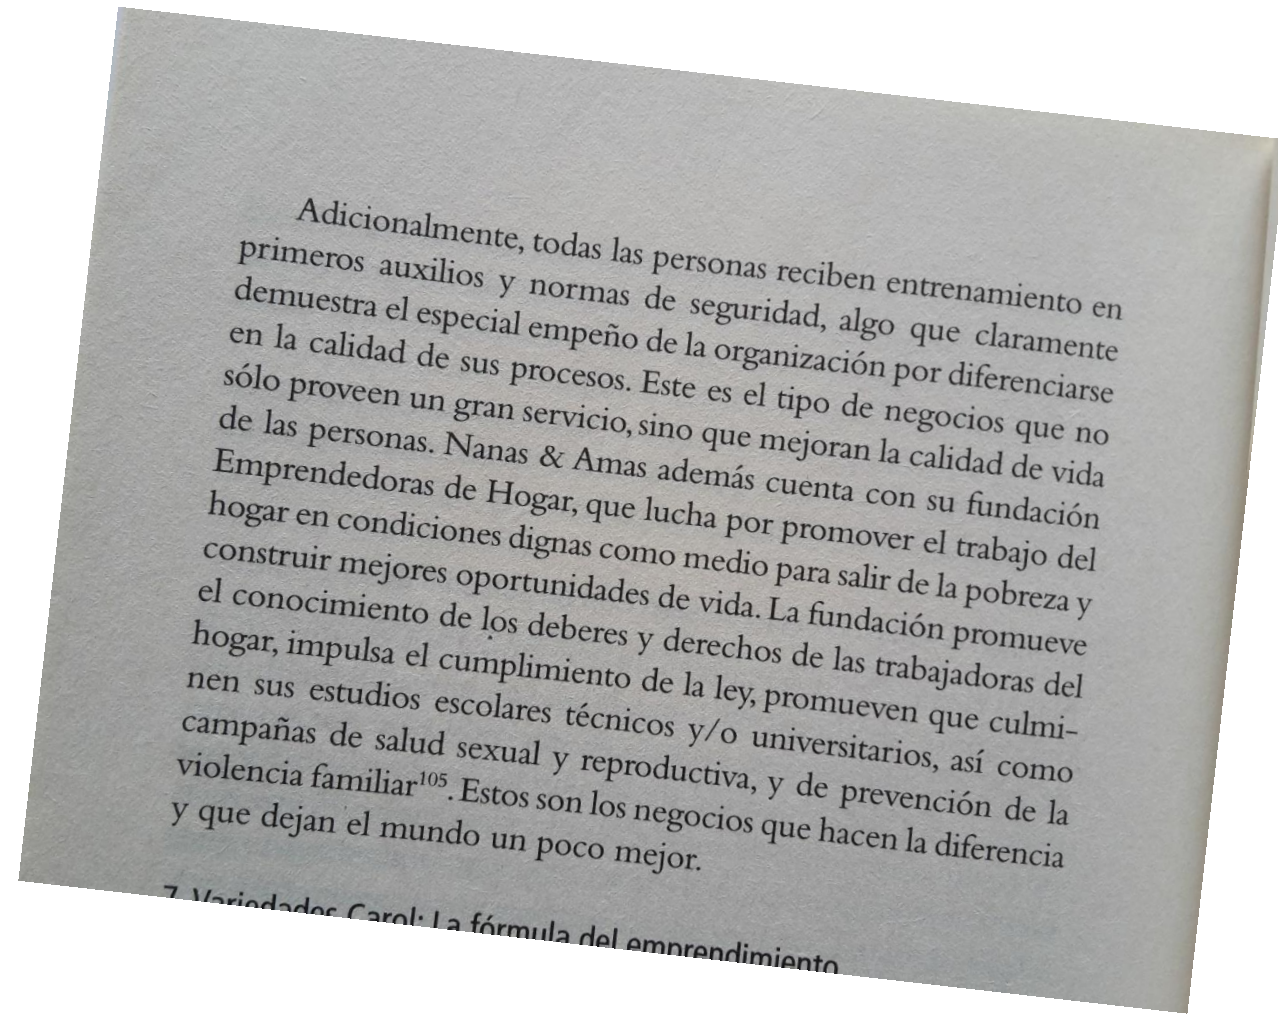 Adicionalmente, todas las personas reciben entrenamiento en
primeros auxilios y normas de seguridad, algo que claramente
demuestra el especial empeño de la organización por diferenciarse
en la calidad de sus procesos. Este es el tipo de negocios que no
sólo proveen un gran servicio, sino que mejoran la calidad de vida
de las personas. Nanas & Amas además cuenta con su fundación
Emprendedoras de Hogar, que lucha por promover el trabajo del
hogar en condiciones dignas como medio para salir de la pobreza y
construir mejores oportunidades de vida. La fundación promueve
el conocimiento de los deberes y derechos de las trabajadoras del
hogar, impulsa el cumplimiento de la ley, promueven que culmi-
nen sus estudios escolares técnicos y/o universitarios, así como
campañas de salud sexual y reproductiva, y de prevención de la
violencia familiar¹⁰⁵. Estos son los negocios que hacen la diferencia
y que dejan el mundo un poco mejor.
7. Variedades Carol: La fórmula del emprendimiento